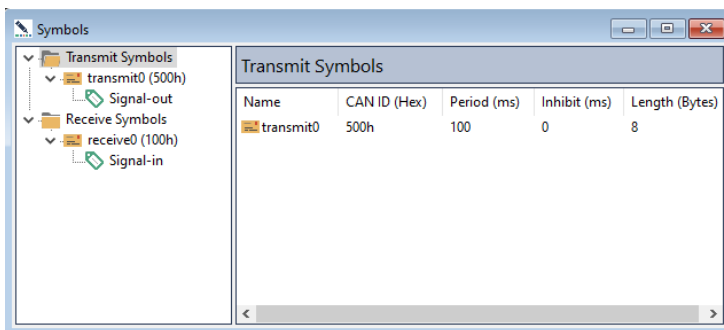 Symbols
Transmit Symbols
transmit0 (500h)
Signal-out
Receive Symbols
receive0 (100h)
Signal-in
Transmit Symbols
Name CAN ID (Hex) Period (ms) Inhibit (ms) Length (Bytes)
transmit0 500h 100 0 8